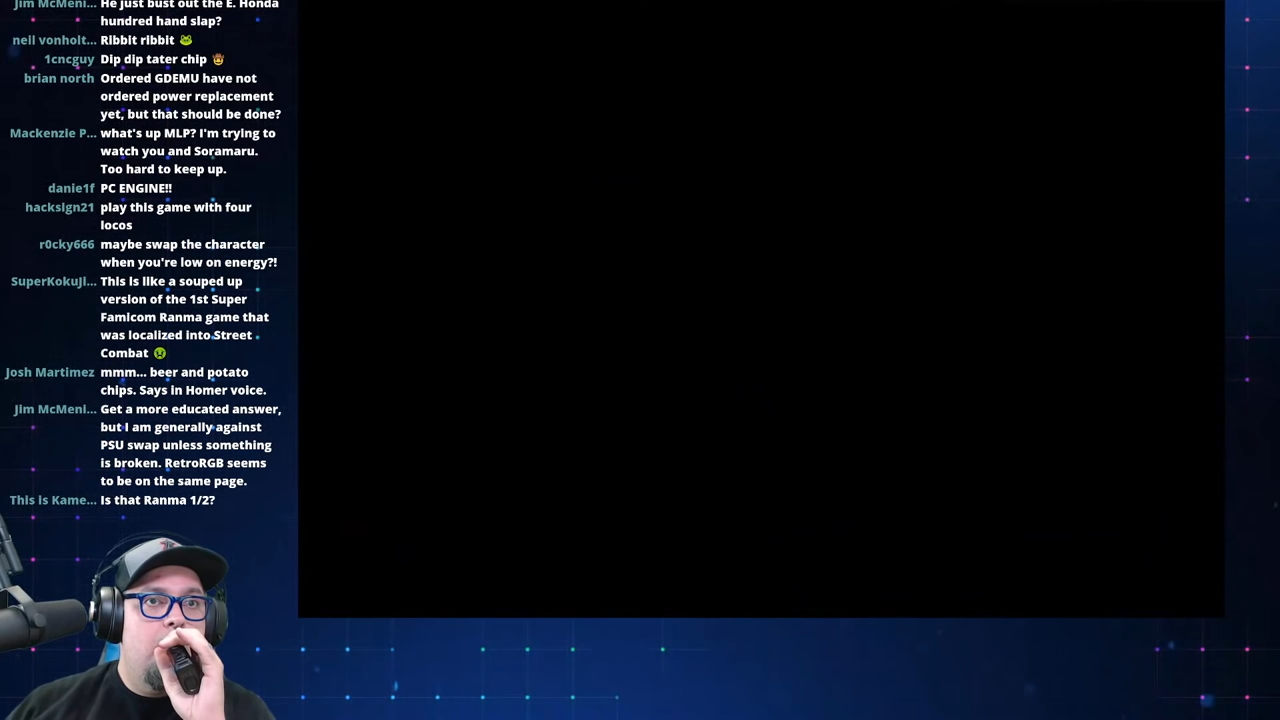 Jim McMeni... He just bust out the E. Honda
hundred hand slap?
neil vonholt... Ribbit ribbit 🐸
1cncguy Dip dip tater chip 🤠
brian north Ordered GDEMU have not
ordered power replacement
yet, but that should be done?
Mackenzie P... what's up MLP? I'm trying to
watch you and Soramaru.
Too hard to keep up.
danie1f PC ENGINE!!
hacksign21 play this game with four
locos
r0cky666 maybe swap the character
when you're low on energy?!
SuperKokuJi... This is like a souped up
version of the 1st Super
Famicom Ranma game that
was localized into Street
Combat 🤢
Josh Martimez mmm... beer and potato
chips. Says in Homer voice.
Jim McMeni... Get a more educated answer,
but I am generally against
PSU swap unless something
is broken. RetroRGB seems
to be on the same page.
This is Kame... Is that Ranma 1/2?